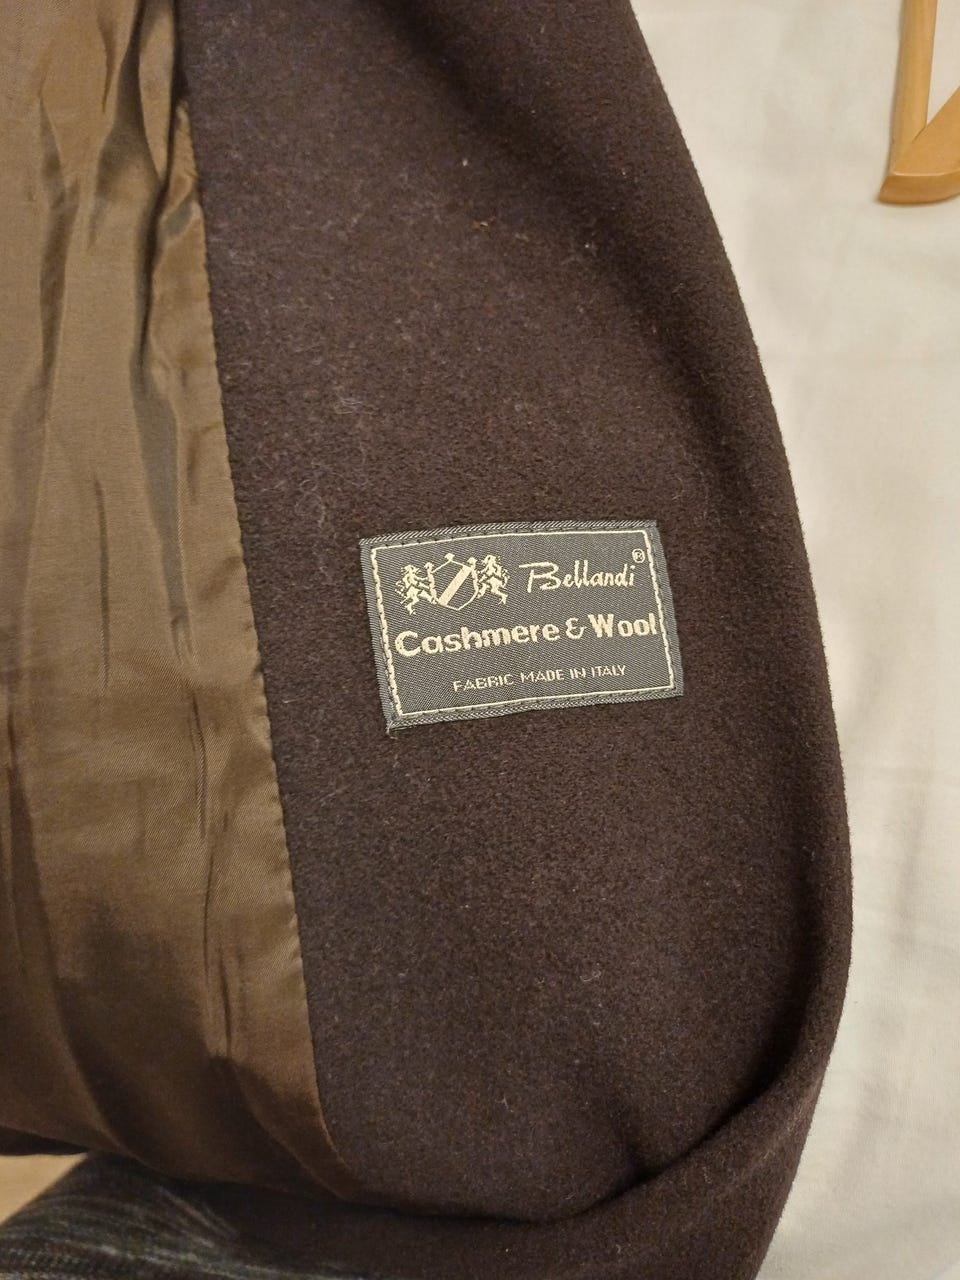 Bellandi®
Cashmere & Wool
FABRIC MADE IN ITALY